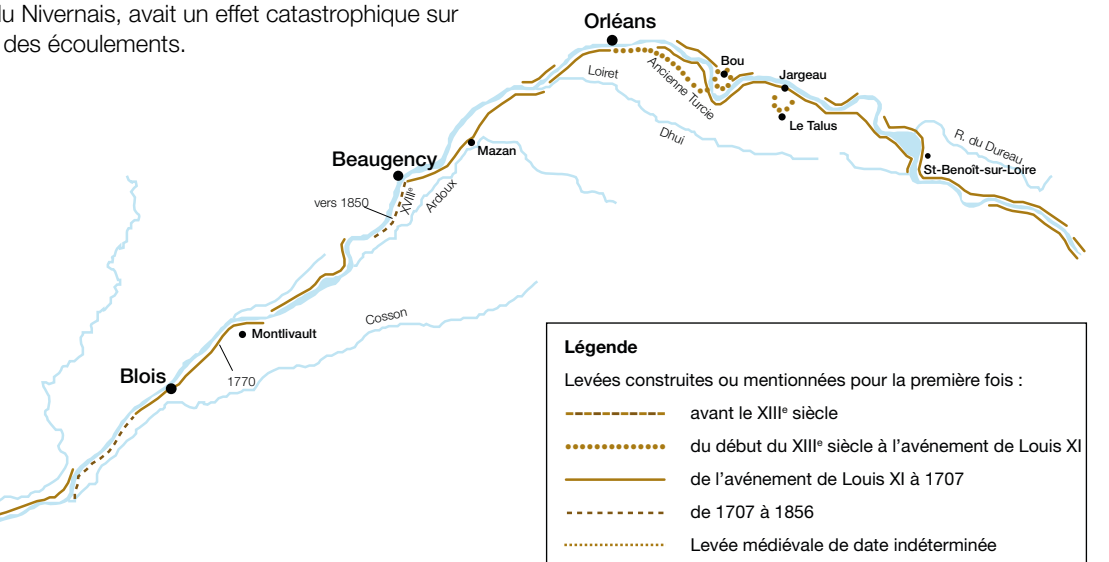 du Nivernais, avait un effet catastrophique sur
des écoulements.
Orléans
Loiret
Ancienne Turcie
Bou
Jargeau
Le Talus
Dhui
R. du Dureau
St-Benoît-sur-Loire
Mazan
Beaugency
vers 1850
XVIIIᵉ
Ardoux
Cosson
Montlivault
Blois
1770
Légende
Levées construites ou mentionnées pour la première fois :
avant le XIIIᵉ siècle
du début du XIIIᵉ siècle à l'avénement de Louis XI
de l'avénement de Louis XI à 1707
de 1707 à 1856
Levée médiévale de date indéterminée